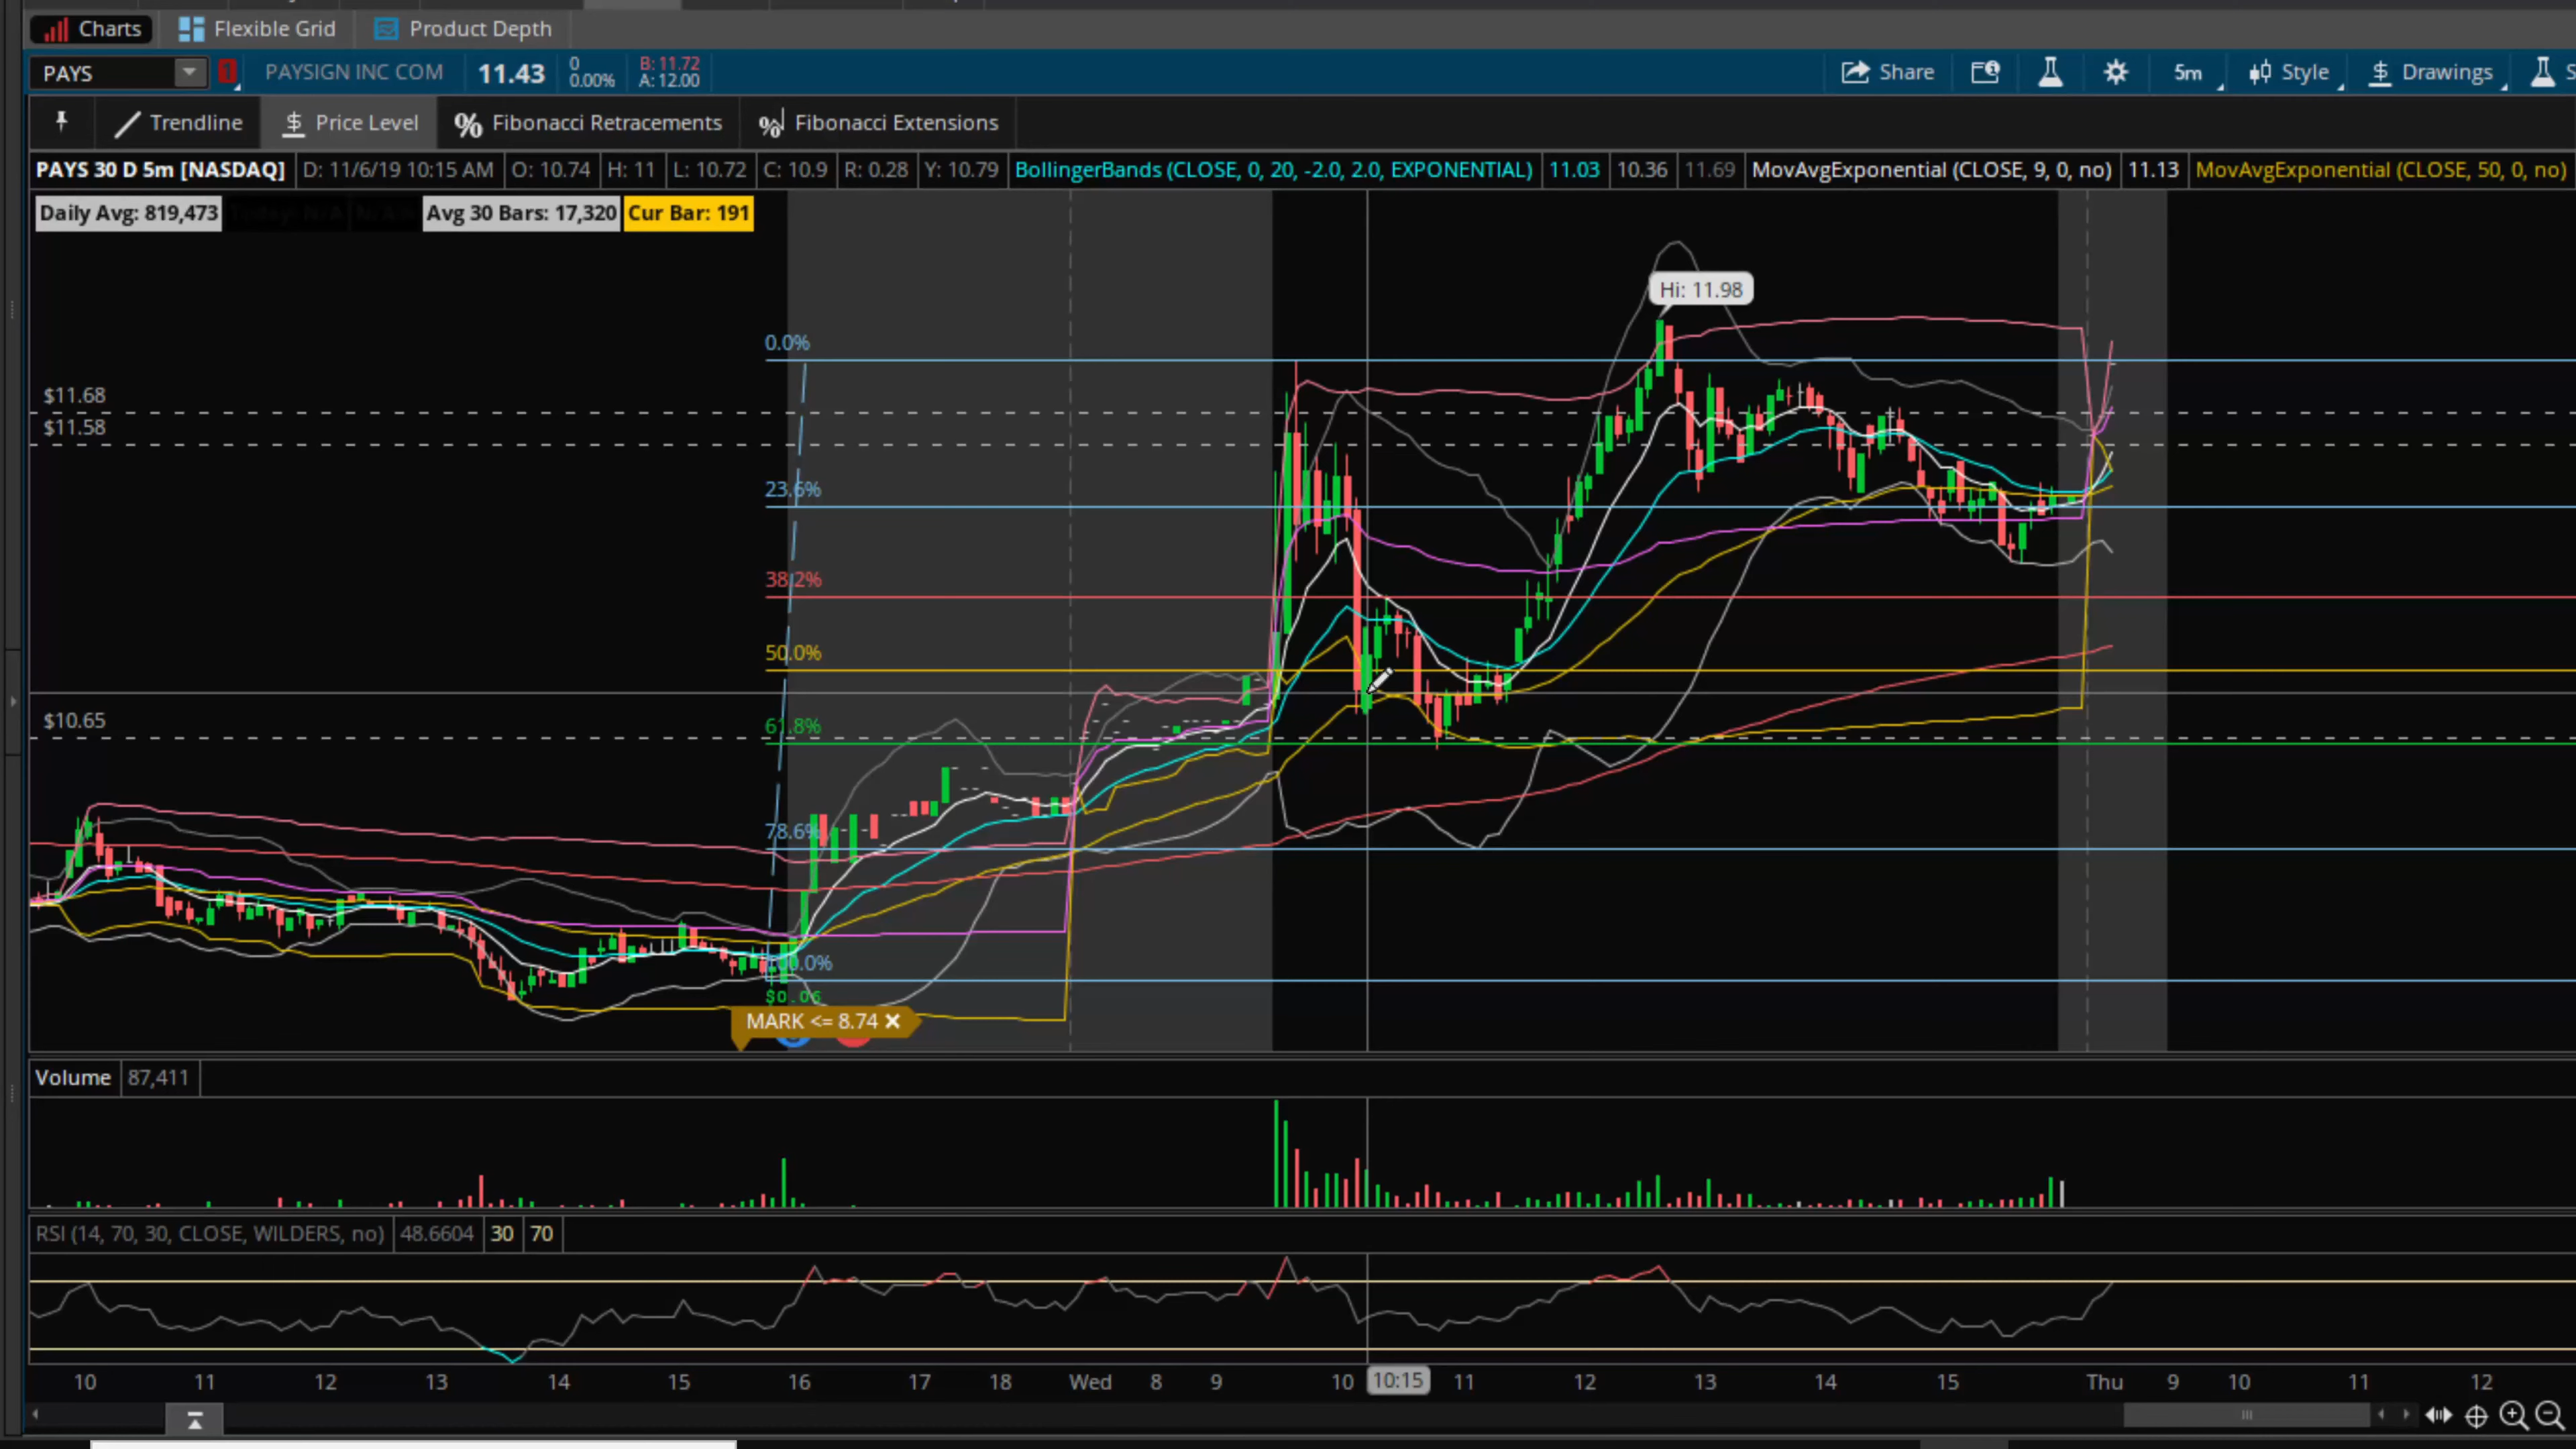 Charts Flexible Grid Product Depth
PAYS 1 PAYSIGN INC COM 11.43 0 0.00% B: 11.72 A: 12.00 Share 5m Style Drawings S
Trendline $ Price Level % Fibonacci Retracements % Fibonacci Extensions
PAYS 30 D 5m [NASDAQ] D: 11/6/19 10:15 AM O: 10.74 H: 11 L: 10.72 C: 10.9 R: 0.28 Y: 10.79 BollingerBands (CLOSE, 0, 20, -2.0, 2.0, EXPONENTIAL) 11.03 10.36 11.69 MovAvgExponential (CLOSE, 9, 0, no) 11.13 MovAvgExponential (CLOSE, 50, 0, no)
Daily Avg: 819,473 Avg 30 Bars: 17,320 Cur Bar: 191
Hi: 11.98
0.0%
$11.68
$11.58
23.6%
38.2%
50.0%
$10.65
61.8%
78.6%
100.0%
$0.06
MARK <= 8.74 ×
Volume 87,411
RSI (14, 70, 30, CLOSE, WILDERS, no) 48.6604 30 70
10 11 12 13 14 15 16 17 18 Wed 8 9 10 10:15 11 12 13 14 15 Thu 9 10 11 12